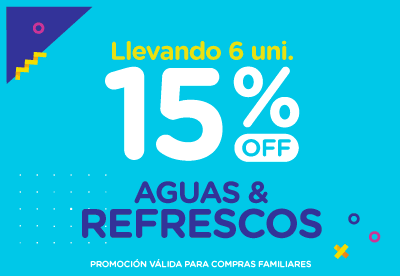 Llevando 6 uni.
15%
OFF
AGUAS &
REFRESCOS
PROMOCIÓN VÁLIDA PARA COMPRAS FAMILIARES